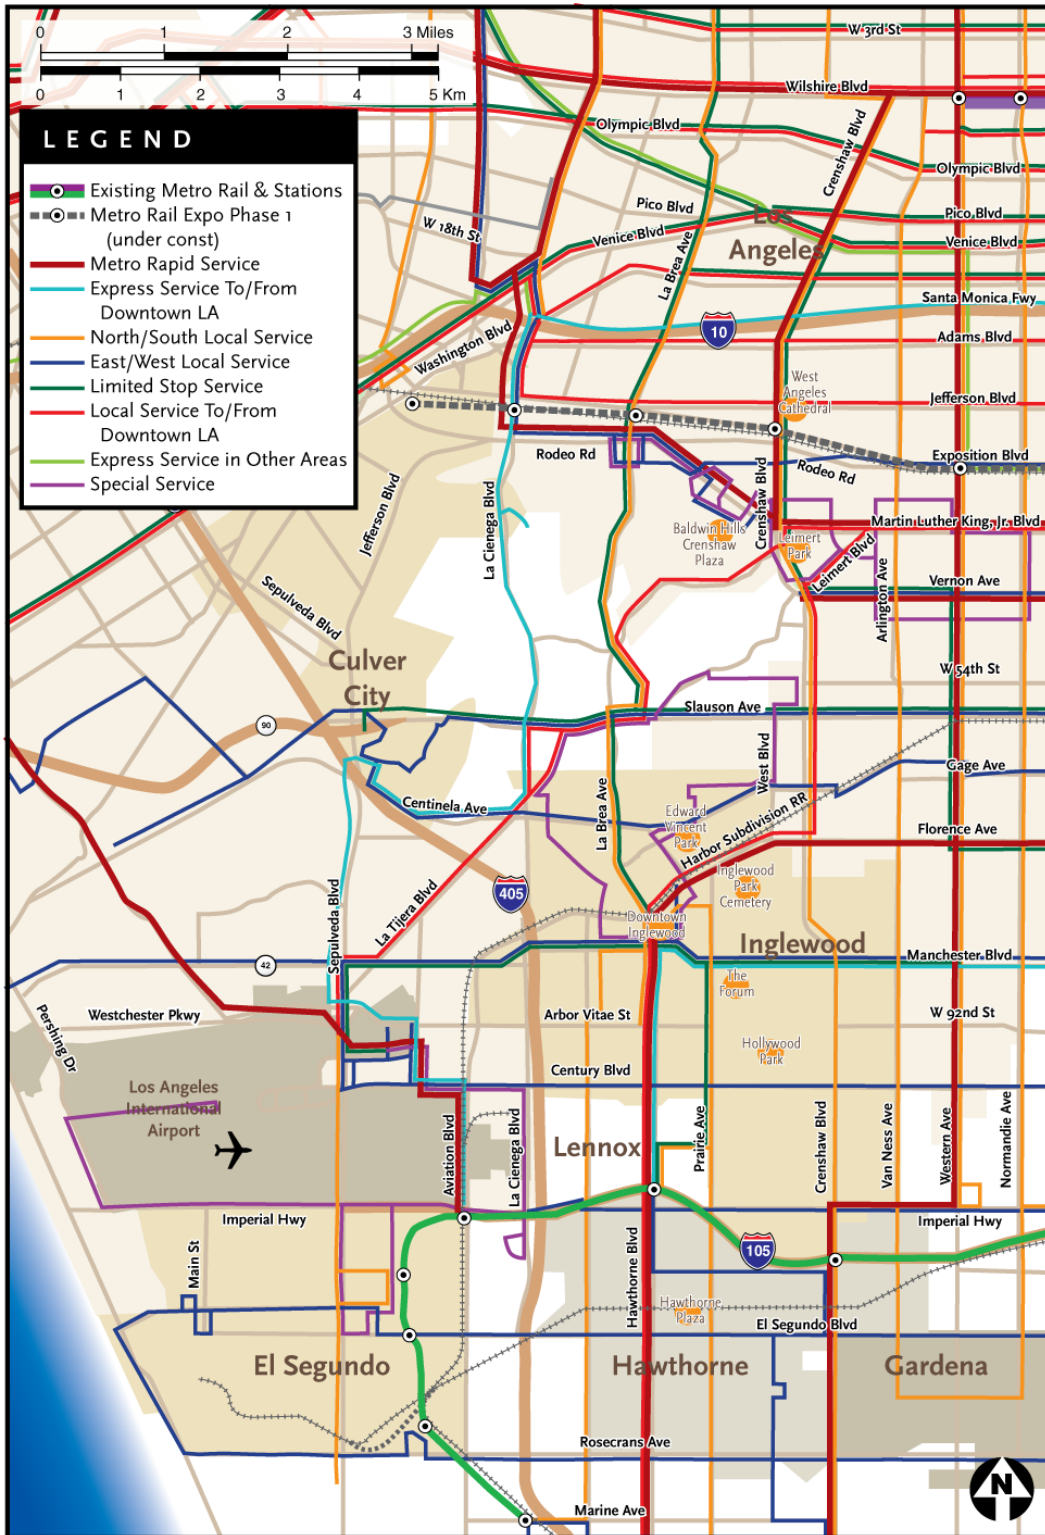 0 1 2 3 Miles
0 1 2 3 4 5 Km
LEGEND
Existing Metro Rail & Stations
Metro Rail Expo Phase 1
(under const)
Metro Rapid Service
Express Service To/From
Downtown LA
North/South Local Service
East/West Local Service
Limited Stop Service
Local Service To/From
Downtown LA
Express Service in Other Areas
Special Service
W 3rd St
Wilshire Blvd
Olympic Blvd
Crenshaw Blvd
Olympic Blvd
Pico Blvd
Los
Angeles
Pico Blvd
W 18th St
Venice Blvd
Venice Blvd
La Brea Ave
Santa Monica Fwy
10
Washington Blvd
Adams Blvd
West
Angeles
Cathedral
Jefferson Blvd
Rodeo Rd
Rodeo Rd
Exposition Blvd
Jefferson Blvd
La Cienega Blvd
Crenshaw Blvd
Martin Luther King, Jr. Blvd
Baldwin Hills
Crenshaw
Plaza
Leimert
Park
Leimert Blvd
Arlington Ave
Vernon Ave
Sepulveda Blvd
Culver
City
W 54th St
Slauson Ave
90
West Blvd
Gage Ave
Centinela Ave
La Brea Ave
Edward
Vincent
Park
Harbor Subdivision RR
Florence Ave
Inglewood
Park
Cemetery
405
La Tijera Blvd
Sepulveda Blvd
Downtown
Inglewood
Inglewood
Manchester Blvd
42
The
Forum
Pershing Dr
Westchester Pkwy
Arbor Vitae St
W 92nd St
Hollywood
Park
Century Blvd
Los Angeles
International
Airport
Aviation Blvd
La Cienega Blvd
Lennox
Prairie Ave
Crenshaw Blvd
Van Ness Ave
Western Ave
Normandie Ave
Imperial Hwy
Imperial Hwy
Main St
Hawthorne Blvd
105
Hawthorne
Plaza
El Segundo Blvd
El Segundo
Hawthorne
Gardena
Rosecrans Ave
Marine Ave
N